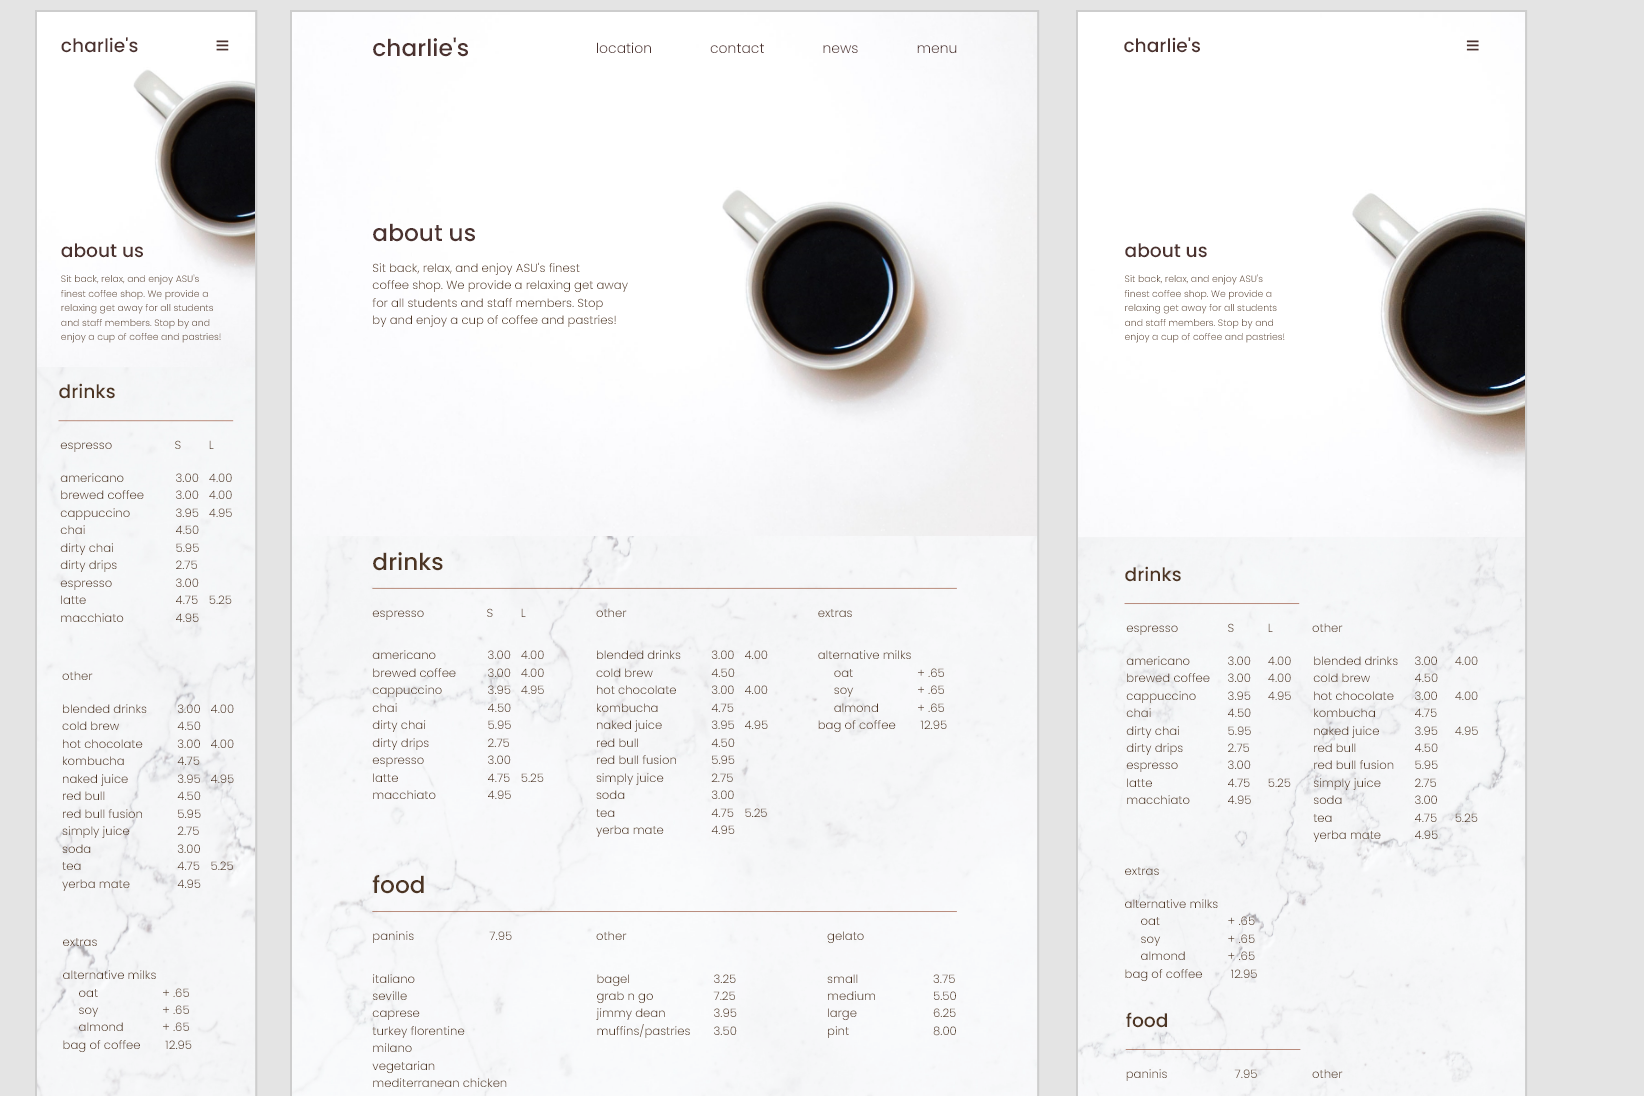 charlie's
about us
Sit back, relax, and enjoy ASU's
finest coffee shop. We provide a
relaxing get away for all students
and staff members. Stop by and
enjoy a cup of coffee and pastries!
drinks
espresso S L
americano 3.00 4.00
brewed coffee 3.00 4.00
cappuccino 3.95 4.95
chai 4.50
dirty chai 5.95
dirty drips 2.75
espresso 3.00
latte 4.75 5.25
macchiato 4.95
other
blended drinks 3.00 4.00
cold brew 4.50
hot chocolate 3.00 4.00
kombucha 4.75
naked juice 3.95 4.95
red bull 4.50
red bull fusion 5.95
simply juice 2.75
soda 3.00
tea 4.75 5.25
yerba mate 4.95
extras
alternative milks
oat + .65
soy + .65
almond + .65
bag of coffee 12.95
charlie's location contact news menu
about us
Sit back, relax, and enjoy ASU's finest
coffee shop. We provide a relaxing get away
for all students and staff members. Stop
by and enjoy a cup of coffee and pastries!
drinks
espresso S L
americano 3.00 4.00
brewed coffee 3.00 4.00
cappuccino 3.95 4.95
chai 4.50
dirty chai 5.95
dirty drips 2.75
espresso 3.00
latte 4.75 5.25
macchiato 4.95
other
blended drinks 3.00 4.00
cold brew 4.50
hot chocolate 3.00 4.00
kombucha 4.75
naked juice 3.95 4.95
red bull 4.50
red bull fusion 5.95
simply juice 2.75
soda 3.00
tea 4.75 5.25
yerba mate 4.95
extras
alternative milks
oat + .65
soy + .65
almond + .65
bag of coffee 12.95
food
paninis 7.95
italiano
seville
caprese
turkey florentine
milano
vegetarian
mediterranean chicken
other
bagel 3.25
grab n go 7.25
jimmy dean 3.95
muffins/pastries 3.50
gelato
small 3.75
medium 5.50
large 6.25
pint 8.00
charlie's
about us
Sit back, relax, and enjoy ASU's
finest coffee shop. We provide a
relaxing get away for all students
and staff members. Stop by and
enjoy a cup of coffee and pastries!
drinks
espresso S L
americano 3.00 4.00
brewed coffee 3.00 4.00
cappuccino 3.95 4.95
chai 4.50
dirty chai 5.95
dirty drips 2.75
espresso 3.00
latte 4.75 5.25
macchiato 4.95
other
blended drinks 3.00 4.00
cold brew 4.50
hot chocolate 3.00 4.00
kombucha 4.75
naked juice 3.95 4.95
red bull 4.50
red bull fusion 5.95
simply juice 2.75
soda 3.00
tea 4.75 5.25
yerba mate 4.95
extras
alternative milks
oat + .65
soy + .65
almond + .65
bag of coffee 12.95
food
paninis 7.95 other